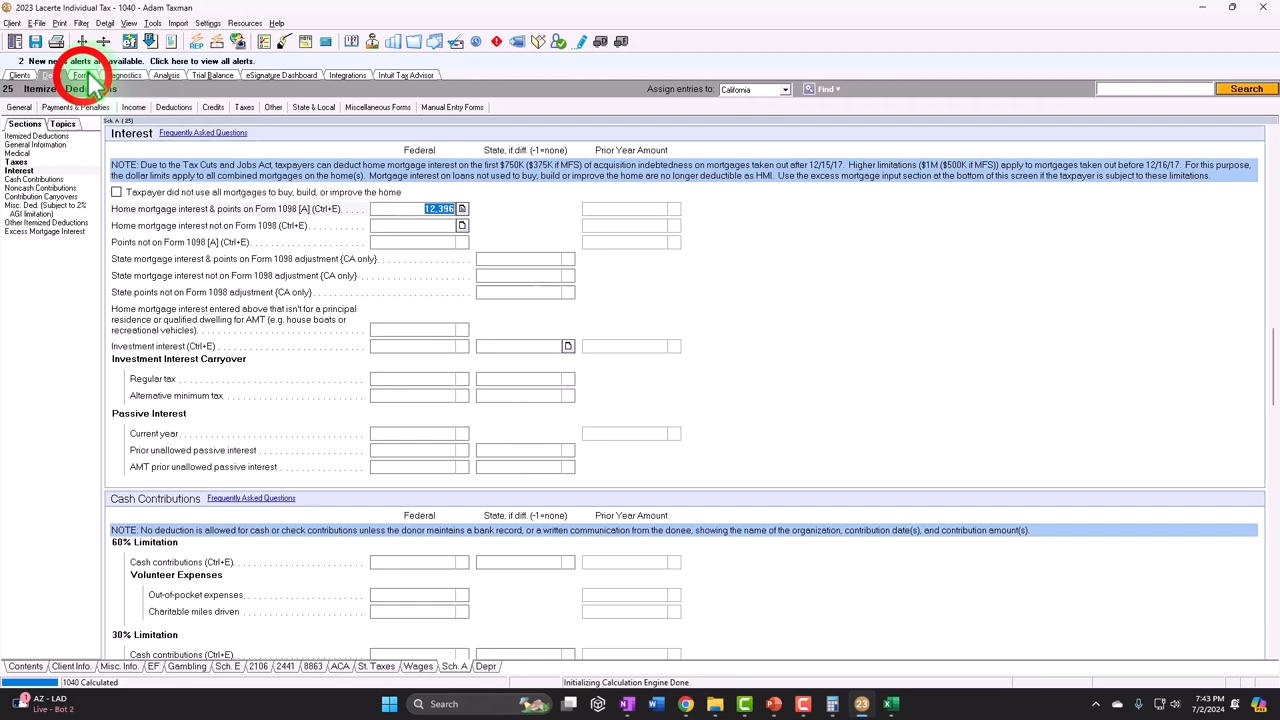 2023 Lacerte Individual Tax - 1040 - Adam Taxman
Client E-File Print Filter Detail View Tools Import Settings Resources Help
2 New news alerts are available. Click here to view all alerts.
Clients Diagnostics Analysis Trial Balance eSignature Dashboard Integrations Intuit Tax Advisor
25 Itemized Deductions Assign entries to: California Find Search
General Payments & Penalties Income Deductions Credits Taxes Other State & Local Miscellaneous Forms Manual Entry Forms
Sections Topics
Itemized Deductions
General Information
Medical
Taxes
Interest
Cash Contributions
Noncash Contributions
Contribution Carryovers
Misc. Ded. (Subject to 2%
AGI limitation)
Other Itemized Deductions
Excess Mortgage Interest
Sch. A (25)
Interest Frequently Asked Questions
Federal State, if diff. (-1=none) Prior Year Amount
NOTE: Due to the Tax Cuts and Jobs Act, taxpayers can deduct home mortgage interest on the first $750K ($375K if MFS) of acquisition indebtedness on mortgages taken out after 12/15/17. Higher limitations ($1M ($500K if MFS) apply to mortgages taken out before 12/16/17. For this purpose,
the dollar limits apply to all combined mortgages on the home(s). Mortgage interest on loans not used to buy, build or improve the home are no longer deductible as HMI. Use the excess mortgage input section at the bottom of this screen if the taxpayer is subject to these limitations.
Taxpayer did not use all mortgages to buy, build, or improve the home
Home mortgage interest & points on Form 1098 [A] (Ctrl+E) 12,396
Home mortgage interest not on Form 1098 (Ctrl+E)
Points not on Form 1098 [A] (Ctrl+E)
State mortgage interest & points on Form 1098 adjustment {CA only}
State mortgage interest not on Form 1098 adjustment {CA only}
State points not on Form 1098 adjustment {CA only}
Home mortgage interest entered above that isn't for a principal
residence or qualified dwelling for AMT (e.g. house boats or
recreational vehicles)
Investment interest (Ctrl+E)
Investment Interest Carryover
Regular tax
Alternative minimum tax
Passive Interest
Current year
Prior unallowed passive interest
AMT prior unallowed passive interest
Cash Contributions Frequently Asked Questions
Federal State, if diff. (-1=none) Prior Year Amount
NOTE: No deduction is allowed for cash or check contributions unless the donor maintains a bank record, or a written communication from the donee, showing the name of the organization, contribution date(s), and contribution amount(s).
60% Limitation
Cash contributions (Ctrl+E)
Volunteer Expenses
Out-of-pocket expenses
Charitable miles driven
30% Limitation
Cash contributions (Ctrl+E)
Contents Client Info. Misc. Info. EF Gambling Sch. E 2106 2441 8863 ACA St. Taxes Wages Sch. A Depr
1040 Calculated Initializing Calculation Engine Done
AZ - LAD
Live - Bot 2
Search
7:43 PM
7/2/2024